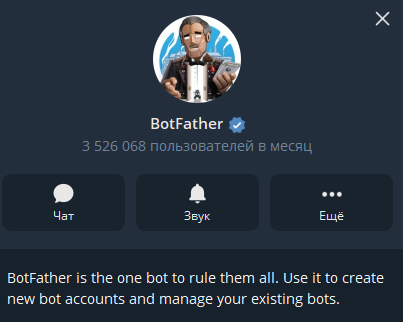 BotFather
3 526 068 пользователей в месяц
Чат
Звук
Ещё
BotFather is the one bot to rule them all. Use it to create
new bot accounts and manage your existing bots.